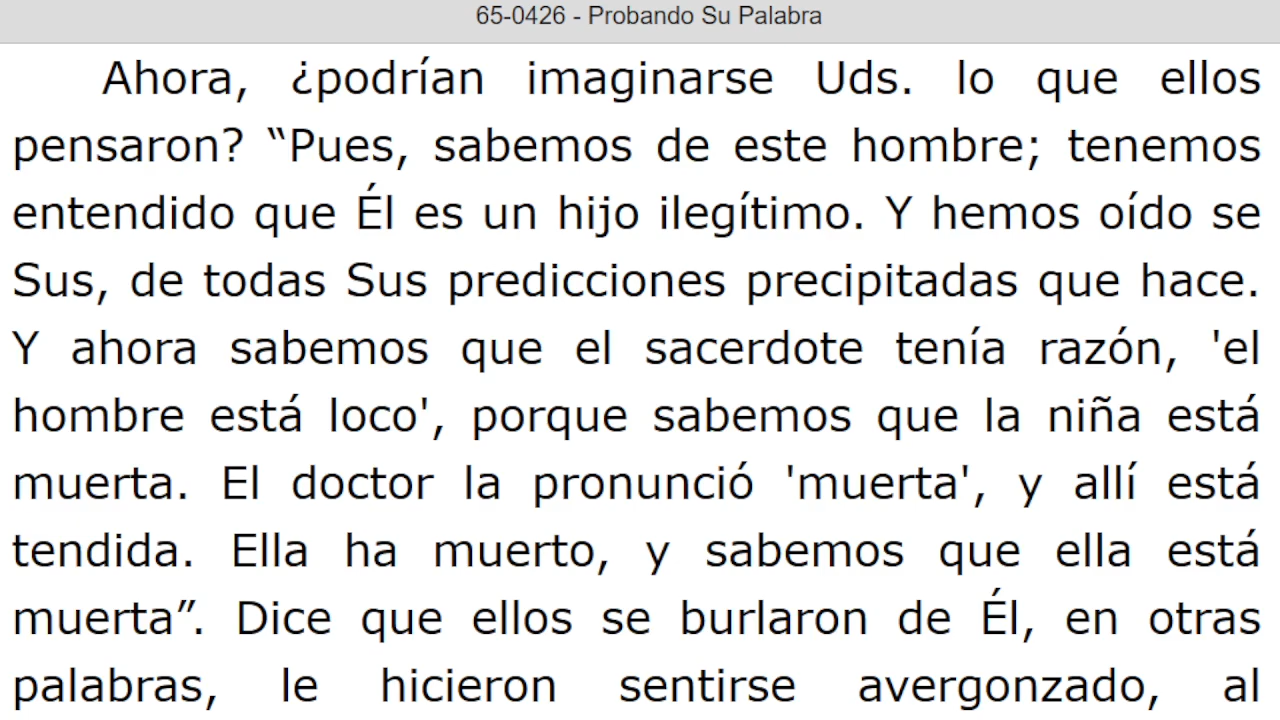 65-0426 - Probando Su Palabra
Ahora, ¿podrían imaginarse Uds. lo que ellos
pensaron? “Pues, sabemos de este hombre; tenemos
entendido que Él es un hijo ilegítimo. Y hemos oído se
Sus, de todas Sus predicciones precipitadas que hace.
Y ahora sabemos que el sacerdote tenía razón, 'el
hombre está loco', porque sabemos que la niña está
muerta. El doctor la pronunció 'muerta', y allí está
tendida. Ella ha muerto, y sabemos que ella está
muerta”. Dice que ellos se burlaron de Él, en otras
palabras, le hicieron sentirse avergonzado, al